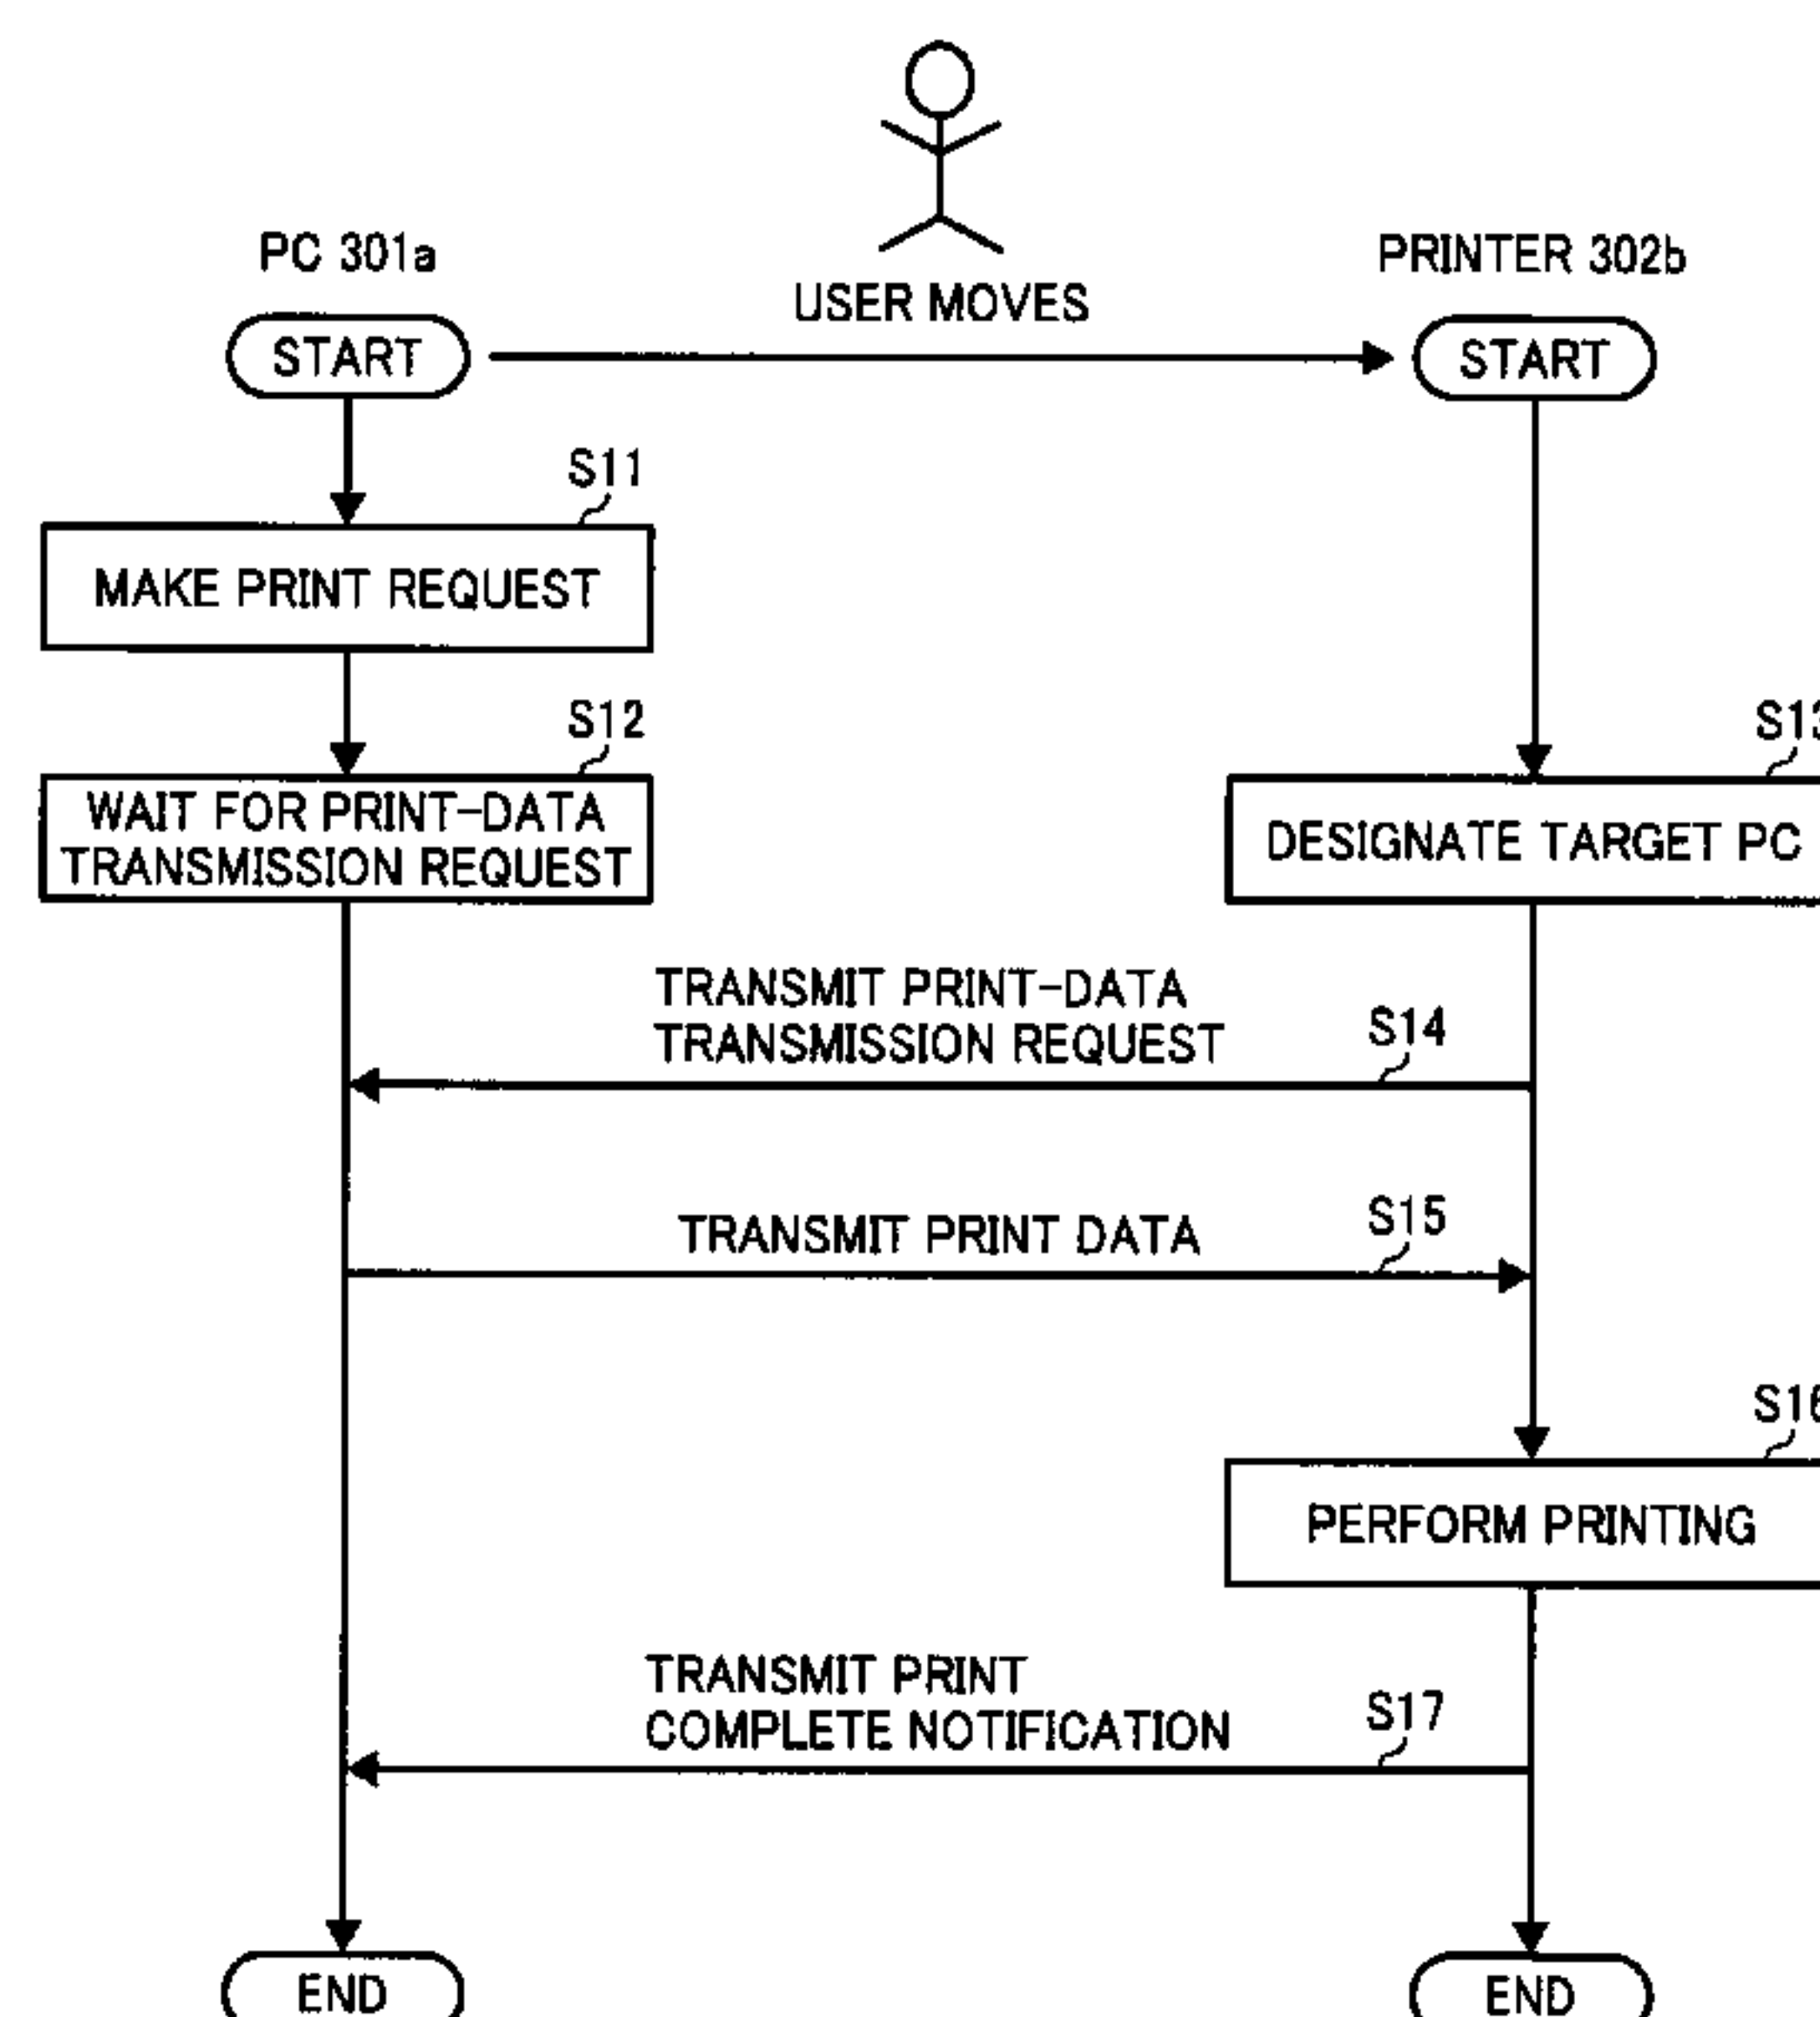 PC 301a
USER MOVES
PRINTER 302b
START
START
S11
MAKE PRINT REQUEST
S12
WAIT FOR PRINT-DATA
TRANSMISSION REQUEST
S13
DESIGNATE TARGET PC
TRANSMIT PRINT-DATA
TRANSMISSION REQUEST
S14
TRANSMIT PRINT DATA
S15
S16
PERFORM PRINTING
TRANSMIT PRINT
COMPLETE NOTIFICATION
S17
END
END